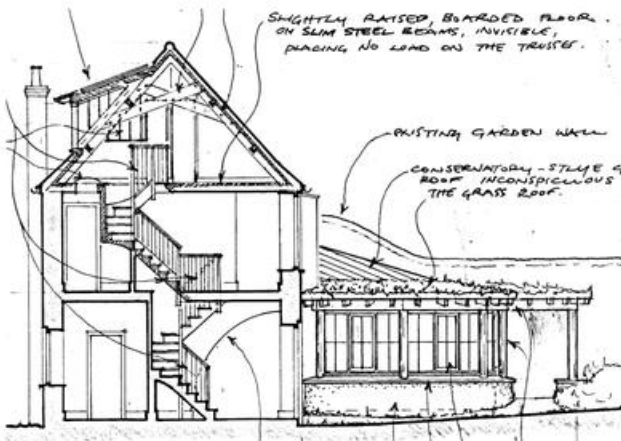 SLIGHTLY RAISED, BOARDED FLOOR.
ON SLIM STEEL BEAMS, INVISIBLE,
PLACING NO LOAD ON THE TRUSSES.
EXISTING GARDEN WALL
CONSERVATORY-STLYE G
ROOF INCONSPICUOUS
THE GRASS ROOF.